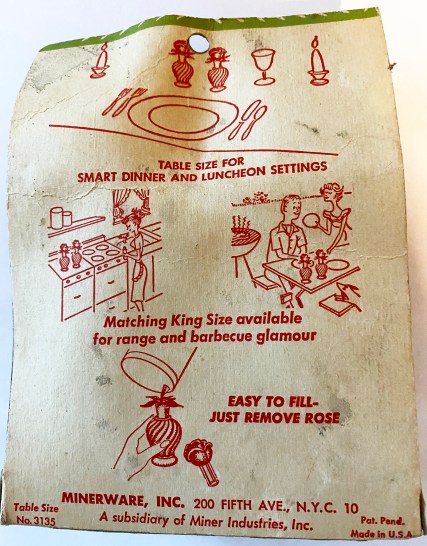 TABLE SIZE FOR
SMART DINNER AND LUNCHEON SETTINGS
Matching King Size available
for range and barbecue glamour
EASY TO FILL-
JUST REMOVE ROSE
MINERWARE, INC. 200 FIFTH AVE., N.Y.C. 10
A subsidiary of Miner Industries, Inc.
Table Size
No. 3135
Pat. Pend.
Made in U.S.A